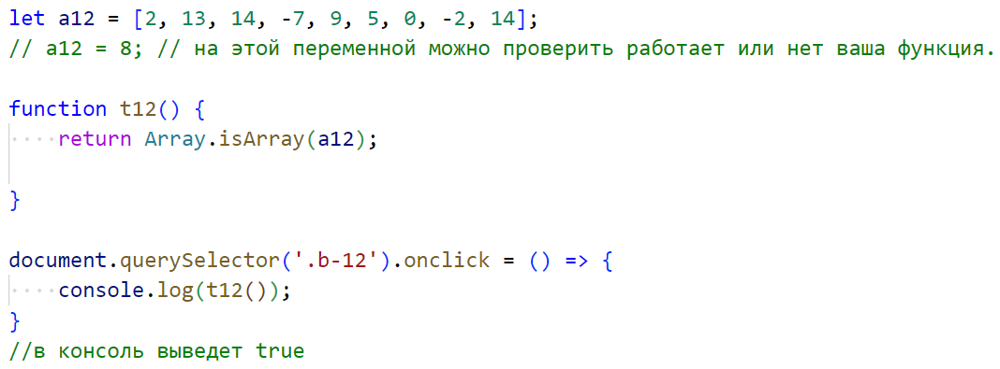 let a12 = [2, 13, 14, -7, 9, 5, 0, -2, 14];
// a12 = 8; // на этой переменной можно проверить работает или нет ваша функция.
function t12() {
    return Array.isArray(a12);
}
document.querySelector('.b-12').onclick = () => {
    console.log(t12());
}
//в консоль выведет true